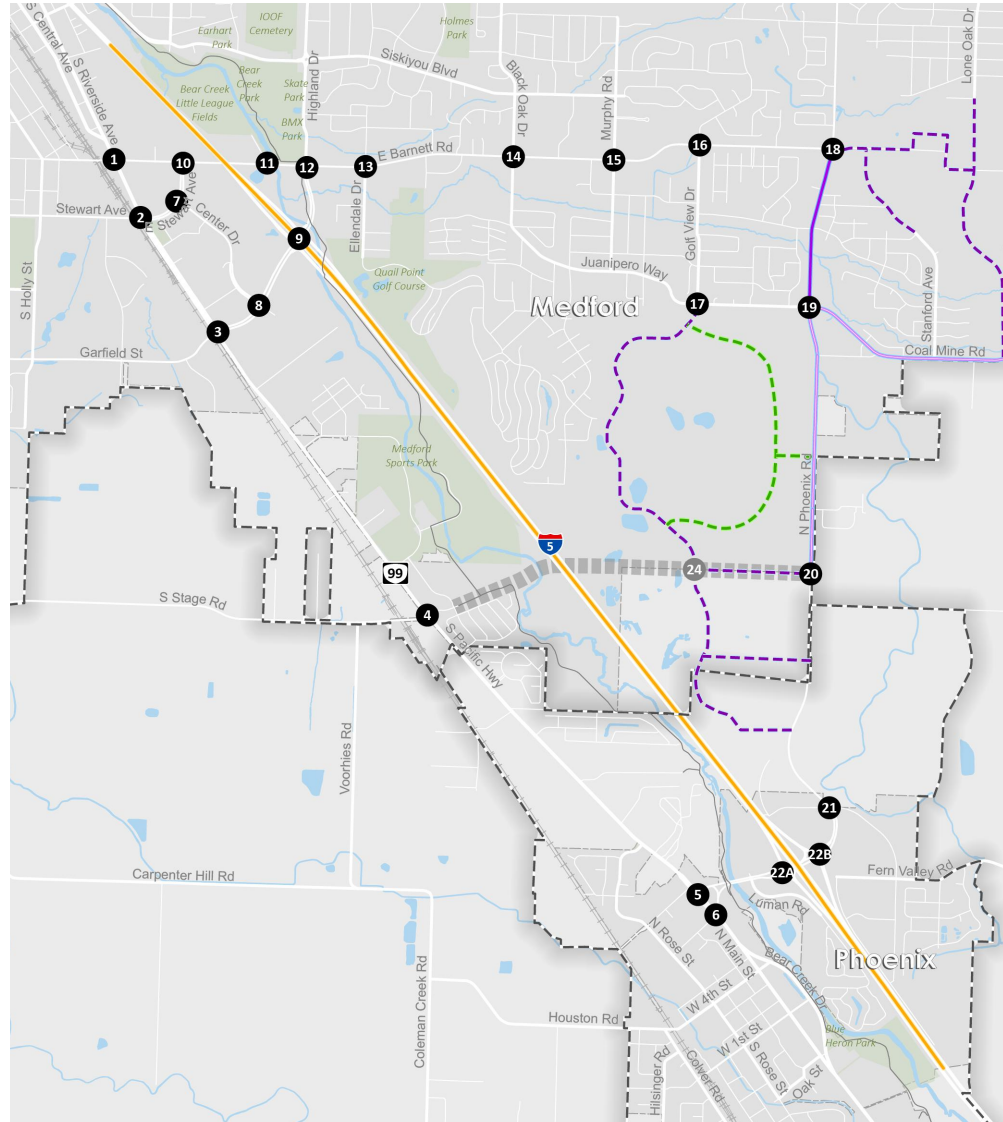 S Central Ave
S Riverside Ave
Earhart
Park
IOOF
Cemetery
Holmes
Park
Siskiyou Blvd
Highland Dr
Black Oak Dr
Murphy Rd
Lone Oak Dr
Bear
Creek
Park
Skate
Park
Bear Creek
Little League
Fields
BMX
Park
1
10
11
12
13
E Barnett Rd
14
15
16
18
Stewart Ave
2
7
E Stewart Ave
Center Dr
Ellendale Dr
9
Golf View Dr
Juanipero Way
Quail Point
Golf Course
S Holly St
8
3
Medford
17
19
Stanford Ave
Garfield St
Coal Mine Rd
Medford
Sports Park
N Phoenix Rd
5
99
24
20
S Stage Rd
4
S Pacific Hwy
Voorhies Rd
21
22B
22A
Fern Valley Rd
Carpenter Hill Rd
5
6
Luman Rd
N Rose St
N Main St
Phoenix
Bear Creek Dr
Coleman Creek Rd
W 4th St
Houston Rd
W 1st St
Blue
Heron Park
S Rose St
Oak St
Hilsinger Rd
Colver Rd